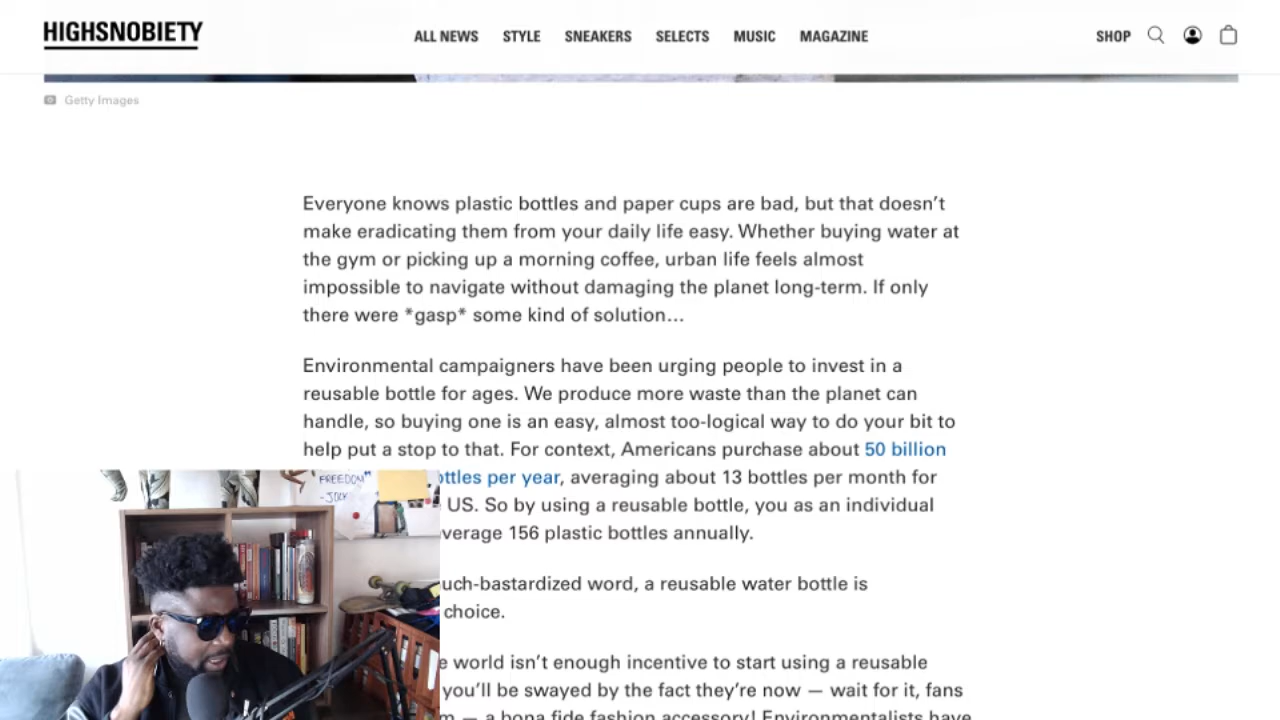 HIGHSNOBIETY
ALL NEWS STYLE SNEAKERS SELECTS MUSIC MAGAZINE
SHOP
Getty Images
Everyone knows plastic bottles and paper cups are bad, but that doesn't
make eradicating them from your daily life easy. Whether buying water at
the gym or picking up a morning coffee, urban life feels almost
impossible to navigate without damaging the planet long-term. If only
there were *gasp* some kind of solution...
Environmental campaigners have been urging people to invest in a
reusable bottle for ages. We produce more waste than the planet can
handle, so buying one is an easy, almost too-logical way to do your bit to
help put a stop to that. For context, Americans purchase about 50 billion
ottles per year, averaging about 13 bottles per month for
US. So by using a reusable bottle, you as an individual
verage 156 plastic bottles annually.
uch-bastardized word, a reusable water bottle is
choice.
e world isn't enough incentive to start using a reusable
you'll be swayed by the fact they're now — wait for it, fans
m — a bona fide fashion accessory! Environmentalists have
FREEDOM"
-JOLY